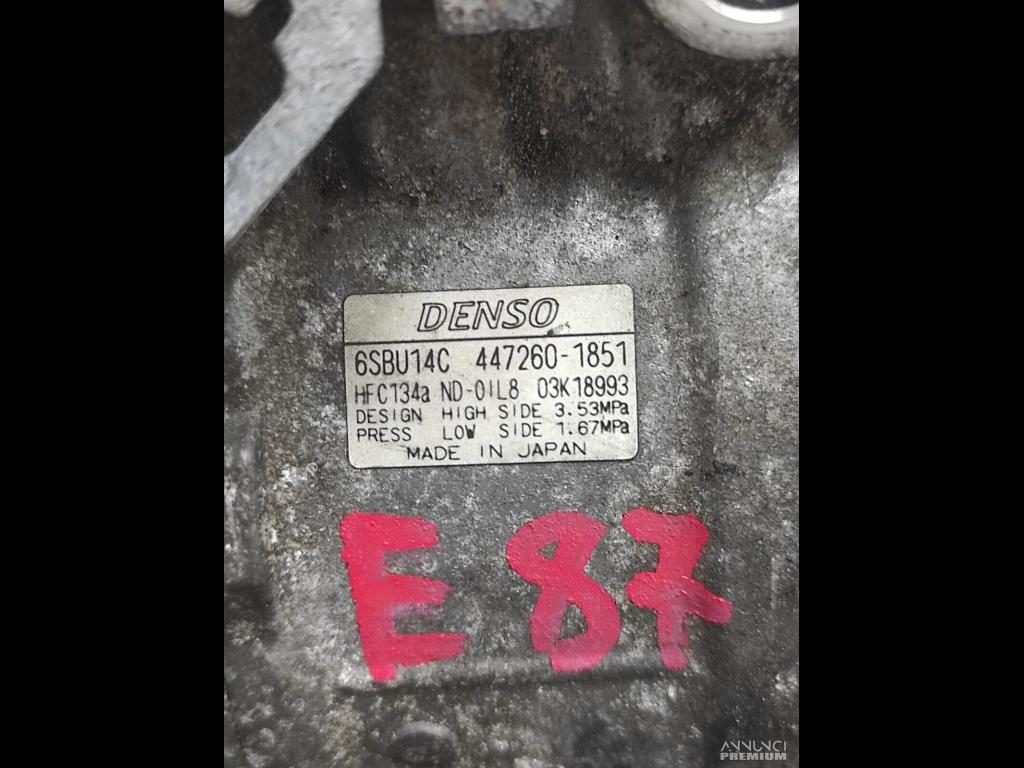 DENSO
6SBU14C 447260-1851
HFC134a ND-OIL8 03K18993
DESIGN HIGH SIDE 3.53MPa
PRESS LOW SIDE 1.67MPa
MADE IN JAPAN
E 87
ANNUNCI
PREMIUM